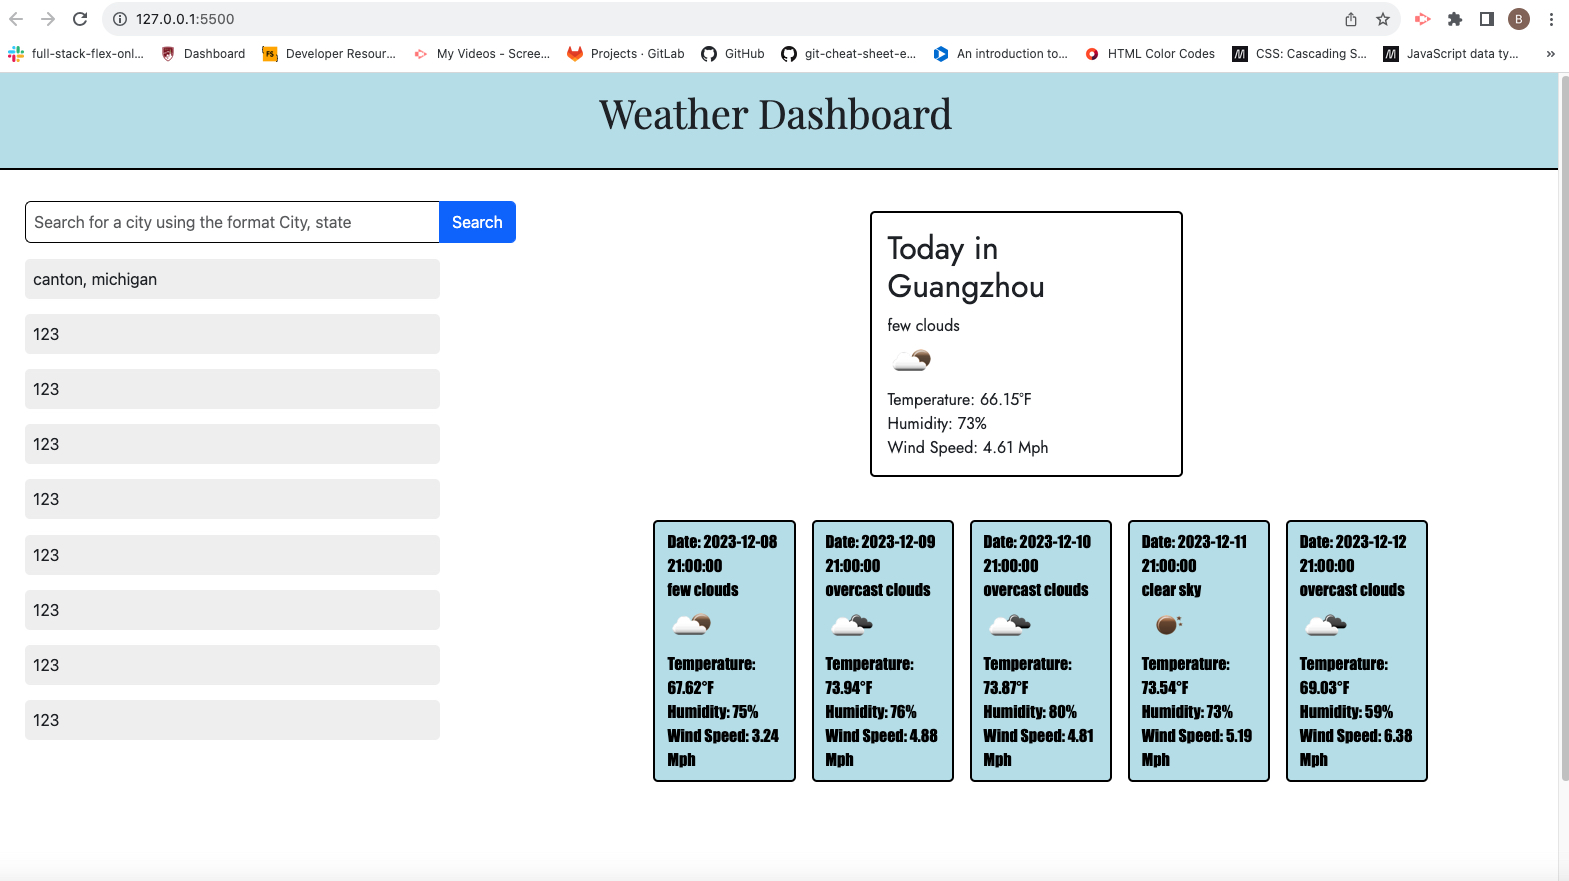 127.0.0.1:5500
B
full-stack-flex-onl...
Dashboard
FS
Developer Resour...
My Videos - Scree...
Projects · GitLab
GitHub
git-cheat-sheet-e...
An introduction to...
HTML Color Codes
M
CSS: Cascading S...
M
JavaScript data ty...
»
Weather Dashboard
Search for a city using the format City, state
Search
canton, michigan
123
123
123
123
123
123
123
123
Today in
Guangzhou
few clouds
Temperature: 66.15°F
Humidity: 73%
Wind Speed: 4.61 Mph
Date: 2023-12-08
21:00:00
few clouds
Temperature:
67.62°F
Humidity: 75%
Wind Speed: 3.24
Mph
Date: 2023-12-09
21:00:00
overcast clouds
Temperature:
73.94°F
Humidity: 76%
Wind Speed: 4.88
Mph
Date: 2023-12-10
21:00:00
overcast clouds
Temperature:
73.87°F
Humidity: 80%
Wind Speed: 4.81
Mph
Date: 2023-12-11
21:00:00
clear sky
Temperature:
73.54°F
Humidity: 73%
Wind Speed: 5.19
Mph
Date: 2023-12-12
21:00:00
overcast clouds
Temperature:
69.03°F
Humidity: 59%
Wind Speed: 6.38
Mph